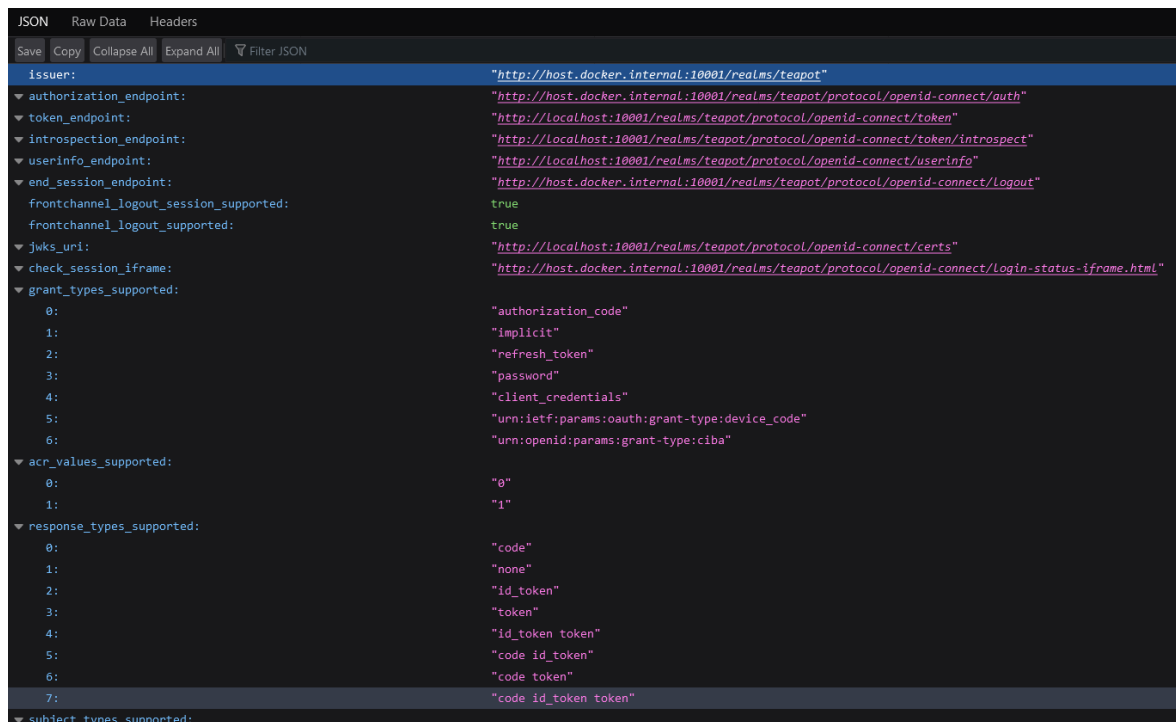 JSON Raw Data Headers
Save Copy Collapse All Expand All Filter JSON
issuer: "http://host.docker.internal:10001/realms/teapot"
authorization_endpoint: "http://host.docker.internal:10001/realms/teapot/protocol/openid-connect/auth"
token_endpoint: "http://localhost:10001/realms/teapot/protocol/openid-connect/token"
introspection_endpoint: "http://localhost:10001/realms/teapot/protocol/openid-connect/token/introspect"
userinfo_endpoint: "http://localhost:10001/realms/teapot/protocol/openid-connect/userinfo"
end_session_endpoint: "http://host.docker.internal:10001/realms/teapot/protocol/openid-connect/logout"
frontchannel_logout_session_supported: true
frontchannel_logout_supported: true
jwks_uri: "http://localhost:10001/realms/teapot/protocol/openid-connect/certs"
check_session_iframe: "http://host.docker.internal:10001/realms/teapot/protocol/openid-connect/login-status-iframe.html"
grant_types_supported:
0: "authorization_code"
1: "implicit"
2: "refresh_token"
3: "password"
4: "client_credentials"
5: "urn:ietf:params:oauth:grant-type:device_code"
6: "urn:openid:params:grant-type:ciba"
acr_values_supported:
0: "0"
1: "1"
response_types_supported:
0: "code"
1: "none"
2: "id_token"
3: "token"
4: "id_token token"
5: "code id_token"
6: "code token"
7: "code id_token token"
subject_types_supported: